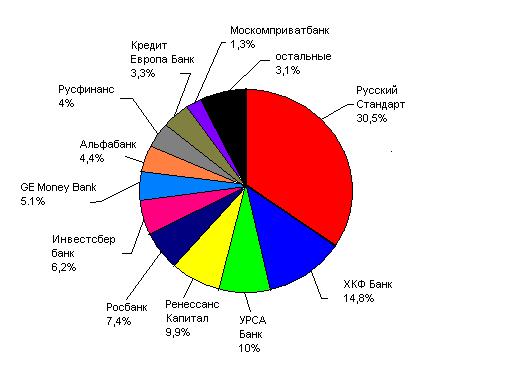 Москомприватбанк
1,3%
остальные
3,1%
Русский
Стандарт
30,5%
ХКФ Банк
14,8%
УРСА
Банк
10%
Ренессанс
Капитал
9,9%
Росбанк
7,4%
Инвестсбер
банк
6,2%
GE Money Bank
5.1%
Альфабанк
4,4%
Русфинанс
4%
Кредит
Европа Банк
3,3%